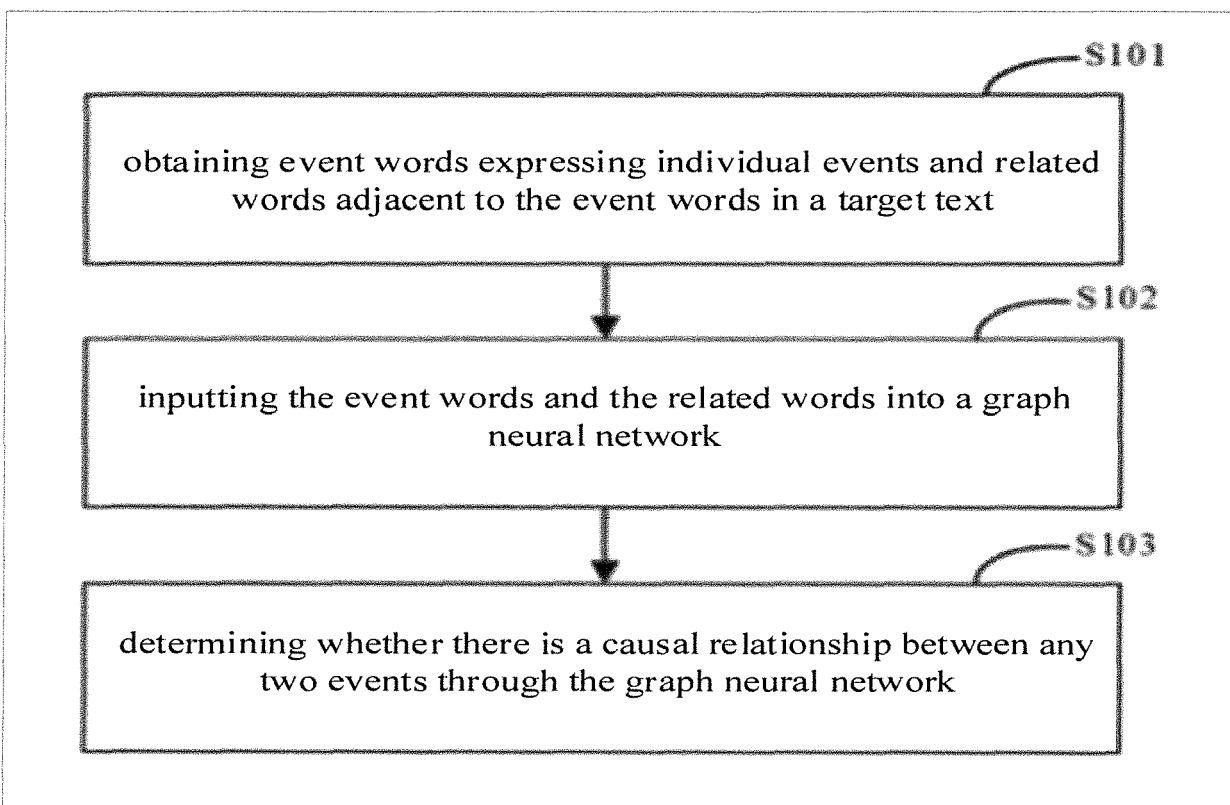 S101
obtaining event words expressing individual events and related
words adjacent to the event words in a target text
S102
inputting the event words and the related words into a graph
neural network
S103
determining whether there is a causal relationship between any
two events through the graph neural network